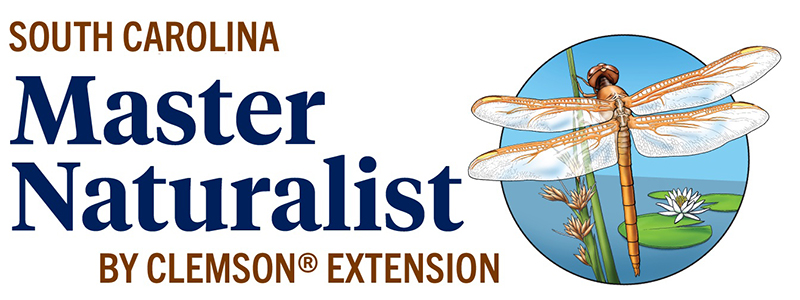 SOUTH CAROLINA
Master
Naturalist
BY CLEMSON® EXTENSION